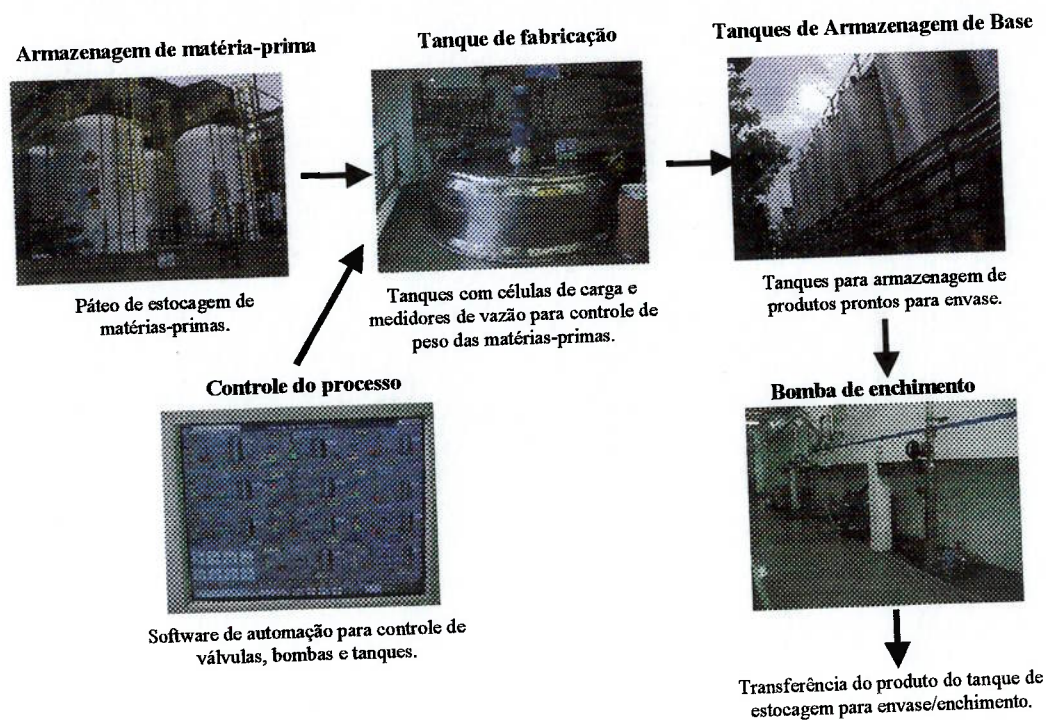 Armazenagem de matéria-prima
Páteo de estocagem de
matérias-primas.
Tanque de fabricação
Tanques com células de carga e
medidores de vazão para controle de
peso das matérias-primas.
Tanques de Armazenagem de Base
Tanques para armazenagem de
produtos prontos para envase.
Controle do processo
Software de automação para controle de
válvulas, bombas e tanques.
Bomba de enchimento
Transferência do produto do tanque de
estocagem para envase/enchimento.